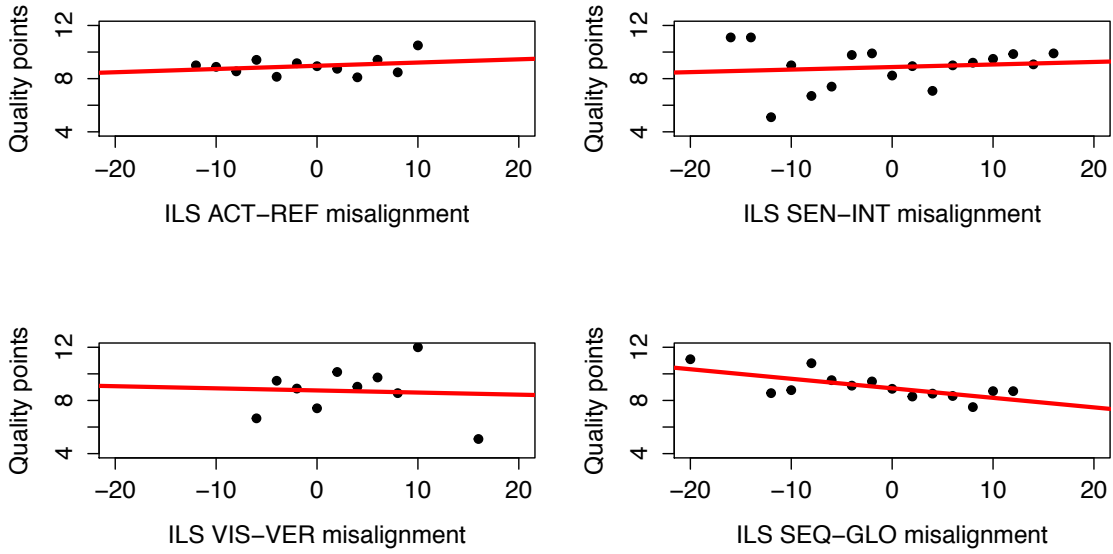 Quality points
12
8
4
−20 −10 0 10 20
ILS ACT−REF misalignment
Quality points
12
8
4
−20 −10 0 10 20
ILS SEN−INT misalignment
Quality points
12
8
4
−20 −10 0 10 20
ILS VIS−VER misalignment
Quality points
12
8
4
−20 −10 0 10 20
ILS SEQ−GLO misalignment